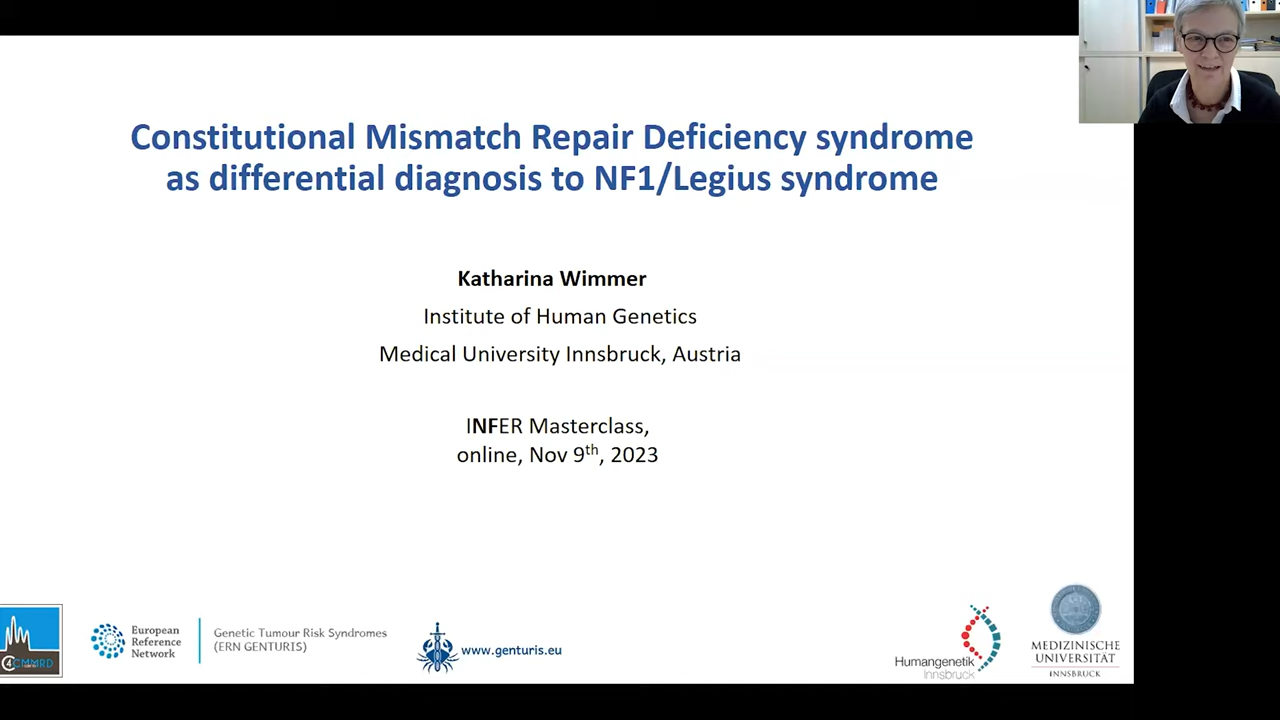 Constitutional Mismatch Repair Deficiency syndrome
as differential diagnosis to NF1/Legius syndrome
Katharina Wimmer
Institute of Human Genetics
Medical University Innsbruck, Austria
INFER Masterclass,
online, Nov 9th, 2023
C4CMMRD
European
Reference
Network
Genetic Tumour Risk Syndromes
(ERN GENTURIS)
www.genturis.eu
Humangenetik
Innsbruck
MEDIZINISCHE
UNIVERSITÄT
INNSBRUCK